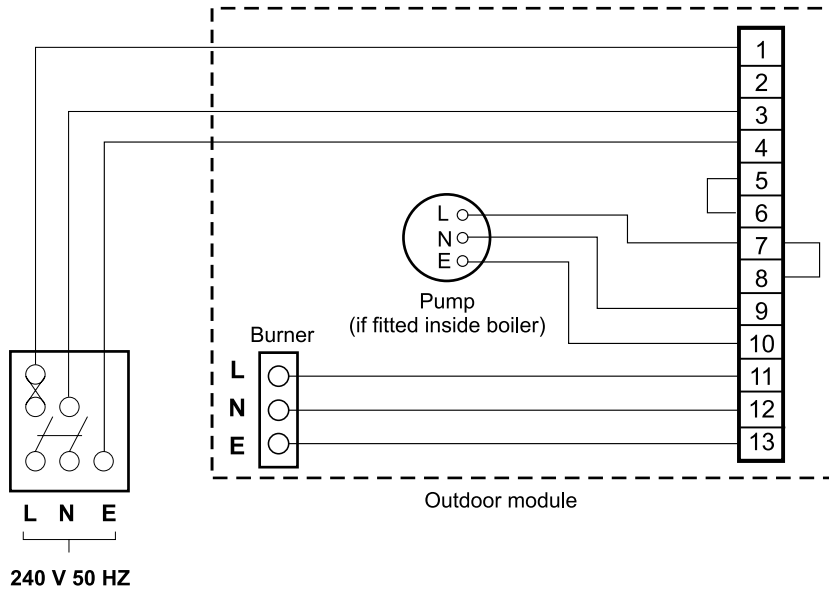 1
2
3
4
5
6
7
8
9
10
11
12
13
L
N
E
Pump
(if fitted inside boiler)
Burner
L
N
E
Outdoor module
L N E
240 V 50 HZ